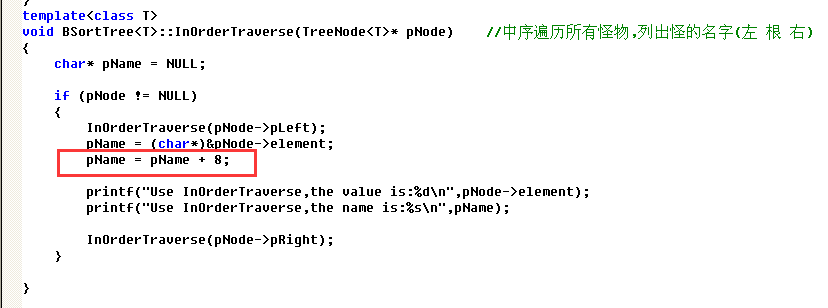 template<class T>
void BSortTree<T>::InOrderTraverse(TreeNode<T>* pNode)    //中序遍历所有怪物,列出怪的名字(左 根 右)
{
    char* pName = NULL;
    if (pNode != NULL)
    {
        InOrderTraverse(pNode->pLeft);
        pName = (char*)&pNode->element;
        pName = pName + 8;
        printf("Use InOrderTraverse,the value is:%d\n",pNode->element);
        printf("Use InOrderTraverse,the name is:%s\n",pName);
        InOrderTraverse(pNode->pRight);
    }
}